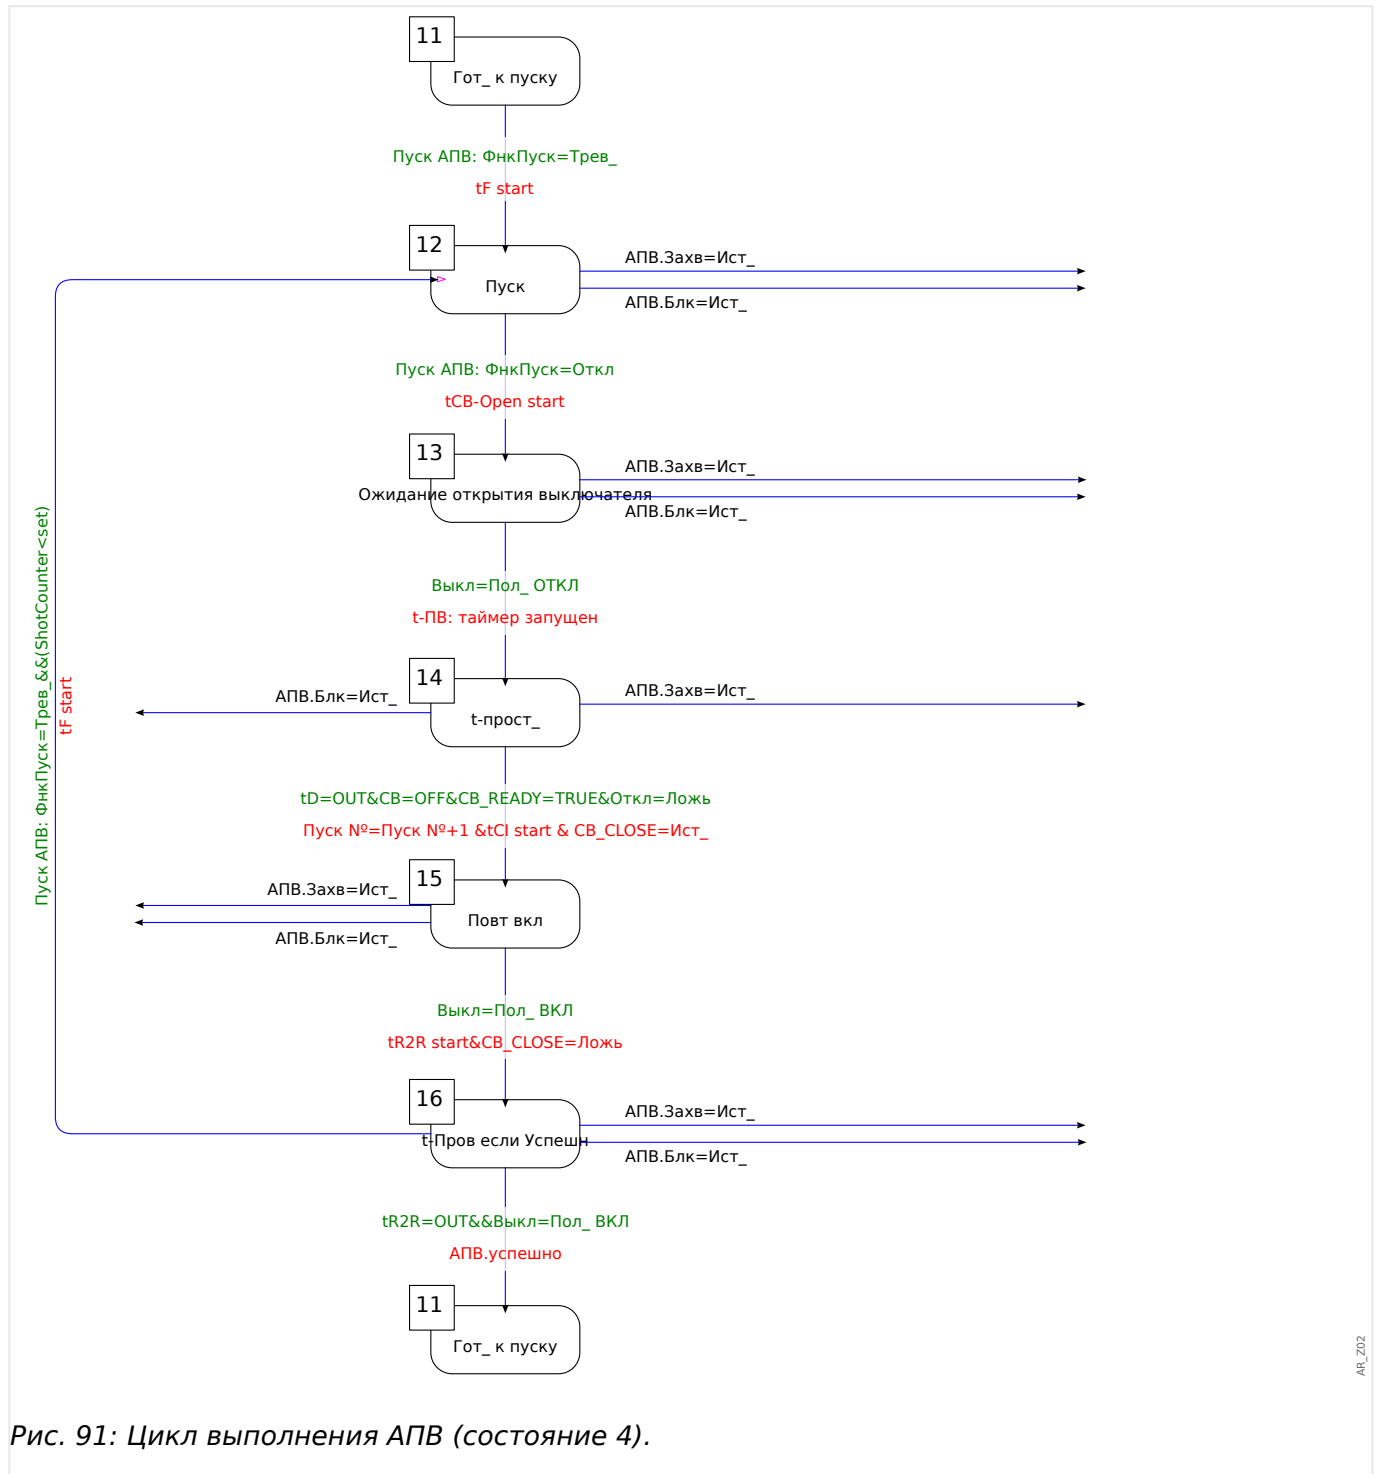 11
Гот_ к пуску
Пуск АПВ: ФнкПуск=Трев_
tF start
12
Пуск
АПВ.Захв=Ист_
АПВ.Блк=Ист_
Пуск АПВ: ФнкПуск=Откл
tCB-Open start
13
Ожидание открытия выключателя
АПВ.Захв=Ист_
АПВ.Блк=Ист_
Выкл=Пол_ ОТКЛ
t-ПВ: таймер запущен
14
t-прост_
АПВ.Блк=Ист_
АПВ.Захв=Ист_
tD=OUT&CB=OFF&CB_READY=TRUE&Откл=Ложь
Пуск Nº=Пуск Nº+1 &tCI start & CB_CLOSE=Ист_
15
Повт вкл
АПВ.Захв=Ист_
АПВ.Блк=Ист_
Выкл=Пол_ ВКЛ
tR2R start&CB_CLOSE=Ложь
16
t-Пров если Успешн
АПВ.Захв=Ист_
АПВ.Блк=Ист_
Пуск АПВ: ФнкПуск=Трев_&&(ShotCounter<set)
tF start
tR2R=OUT&&Выкл=Пол_ ВКЛ
АПВ.успешно
11
Гот_ к пуску
AR_Z02
Рис. 91: Цикл выполнения АПВ (состояние 4).